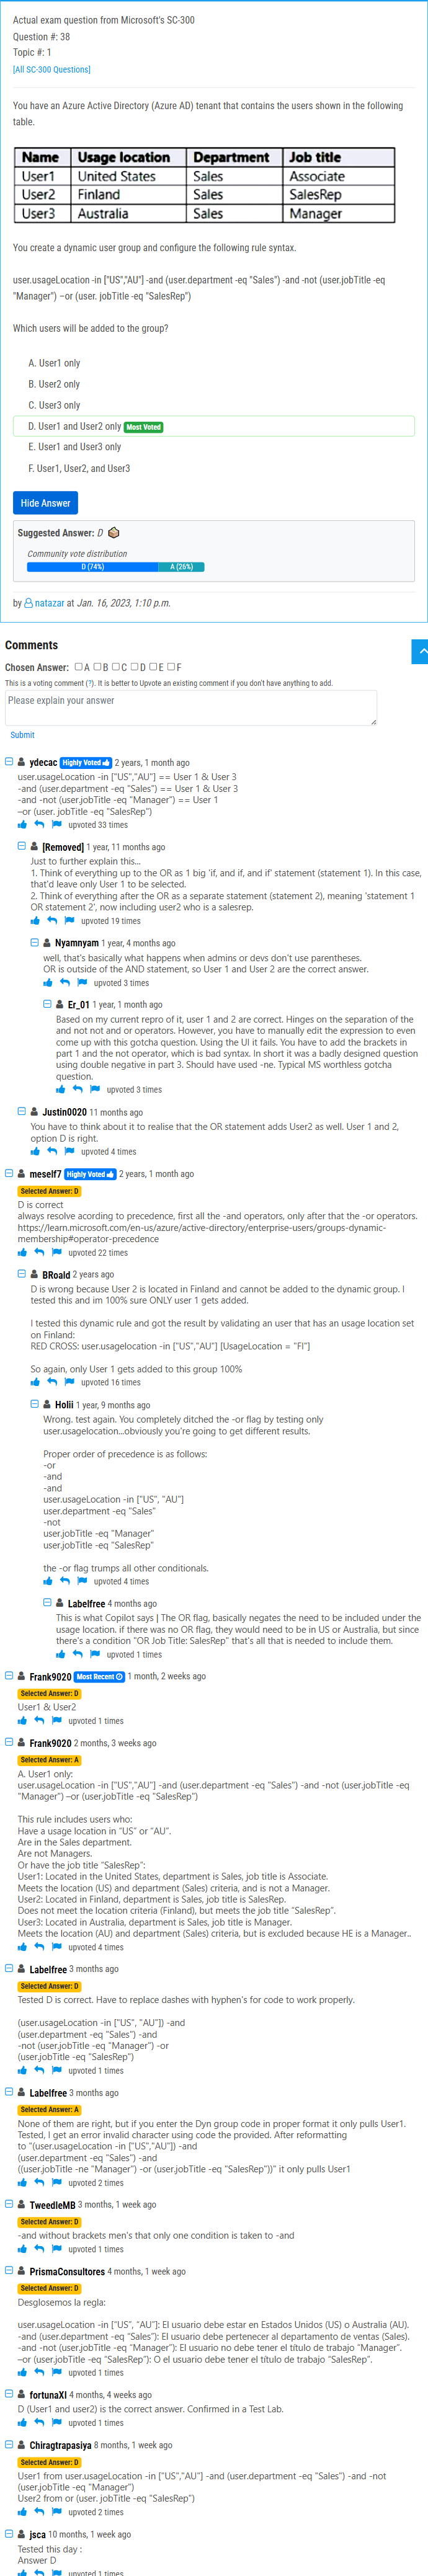 Actual exam question from Microsoft's SC-300
Question #: 38
Topic #: 1
[All SC-300 Questions]
You have an Azure Active Directory (Azure AD) tenant that contains the users shown in the following
table.
Name Usage location Department Job title
User1 United States Sales Associate
User2 Finland Sales SalesRep
User3 Australia Sales Manager
You create a dynamic user group and configure the following rule syntax.
user.usageLocation -in ["US","AU"] -and (user.department -eq "Sales") -and -not (user.jobTitle -eq
"Manager") –or (user. jobTitle -eq "SalesRep")
Which users will be added to the group?
A. User1 only
B. User2 only
C. User3 only
D. User1 and User2 only Most Voted
E. User1 and User3 only
F. User1, User2, and User3
Hide Answer
Suggested Answer: D
Community vote distribution
D (74%) A (26%)
by natazar at Jan. 16, 2023, 1:10 p.m.
Comments
Chosen Answer: A B C D E F
This is a voting comment (?). It is better to Upvote an existing comment if you don't have anything to add.
Please explain your answer
Submit
ydecac Highly Voted 2 years, 1 month ago
user.usageLocation -in ["US","AU"] == User 1 & User 3
-and (user.department -eq "Sales") == User 1 & User 3
-and -not (user.jobTitle -eq "Manager") == User 1
–or (user. jobTitle -eq "SalesRep")
upvoted 33 times
[Removed] 1 year, 11 months ago
Just to further explain this...
1. Think of everything up to the OR as 1 big 'if, and if, and if' statement (statement 1). In this case,
that'd leave only User 1 to be selected.
2. Think of everything after the OR as a separate statement (statement 2), meaning 'statement 1
OR statement 2', now including user2 who is a salesrep.
upvoted 19 times
Nyamnyam 1 year, 4 months ago
well, that's basically what happens when admins or devs don't use parentheses.
OR is outside of the AND statement, so User 1 and User 2 are the correct answer.
upvoted 3 times
Er_01 1 year, 1 month ago
Based on my current repro of it, user 1 and 2 are correct. Hinges on the separation of the
and not not and or operators. However, you have to manually edit the expression to even
come up with this gotcha question. Using the UI it fails. You have to add the brackets in
part 1 and the not operator, which is bad syntax. In short it was a badly designed question
using double negative in part 3. Should have used -ne. Typical MS worthless gotcha
question.
upvoted 3 times
Justin0020 11 months ago
You have to think about it to realise that the OR statement adds User2 as well. User 1 and 2,
option D is right.
upvoted 4 times
meself7 Highly Voted 2 years, 1 month ago
Selected Answer: D
D is correct
always resolve acording to precedence, first all the -and operators, only after that the -or operators.
https://learn.microsoft.com/en-us/azure/active-directory/enterprise-users/groups-dynamic-
membership#operator-precedence
upvoted 22 times
BRoald 2 years ago
D is wrong because User 2 is located in Finland and cannot be added to the dynamic group. I
tested this and im 100% sure ONLY user 1 gets added.
I tested this dynamic rule and got the result by validating an user that has an usage location set
on Finland:
RED CROSS: user.usagelocation -in ["US","AU"] [UsageLocation = "FI"]
So again, only User 1 gets added to this group 100%
upvoted 16 times
Holii 1 year, 9 months ago
Wrong. test again. You completely ditched the -or flag by testing only
user.usagelocation...obviously you're going to get different results.
Proper order of precedence is as follows:
-or
-and
-and
user.usageLocation -in ["US", "AU"]
user.department -eq "Sales"
-not
user.jobTitle -eq "Manager"
user.jobTitle -eq "SalesRep"
the -or flag trumps all other conditionals.
upvoted 4 times
Labelfree 4 months ago
This is what Copilot says | The OR flag, basically negates the need to be included under the
usage location. if there was no OR flag, they would need to be in US or Australia, but since
there's a condition "OR Job Title: SalesRep" that's all that is needed to include them.
upvoted 1 times
Frank9020 Most Recent 1 month, 2 weeks ago
Selected Answer: D
User1 & User2
upvoted 1 times
Frank9020 2 months, 3 weeks ago
Selected Answer: A
A. User1 only:
user.usageLocation -in ["US","AU"] -and (user.department -eq "Sales") -and -not (user.jobTitle -eq
"Manager") –or (user.jobTitle -eq "SalesRep")
This rule includes users who:
Have a usage location in "US" or "AU".
Are in the Sales department.
Are not Managers.
Or have the job title "SalesRep":
User1: Located in the United States, department is Sales, job title is Associate.
Meets the location (US) and department (Sales) criteria, and is not a Manager.
User2: Located in Finland, department is Sales, job title is SalesRep.
Does not meet the location criteria (Finland), but meets the job title "SalesRep".
User3: Located in Australia, department is Sales, job title is Manager.
Meets the location (AU) and department (Sales) criteria, but is excluded because HE is a Manager..
upvoted 4 times
Labelfree 3 months ago
Selected Answer: D
Tested D is correct. Have to replace dashes with hyphen's for code to work properly.
(user.usageLocation -in ["US", "AU"]) -and
(user.department -eq "Sales") -and
-not (user.jobTitle -eq "Manager") -or
(user.jobTitle -eq "SalesRep")
upvoted 1 times
Labelfree 3 months ago
Selected Answer: A
None of them are right, but if you enter the Dyn group code in proper format it only pulls User1.
Tested, I get an error invalid character using code the provided. After reformatting
to "(user.usageLocation -in ["US","AU"]) -and
(user.department -eq "Sales") -and
((user.jobTitle -ne "Manager") -or (user.jobTitle -eq "SalesRep"))" it only pulls User1
upvoted 2 times
TweedleMB 3 months, 1 week ago
Selected Answer: D
-and without brackets men's that only one condition is taken to -and
upvoted 1 times
PrismaConsultores 4 months, 1 week ago
Selected Answer: D
Desglosemos la regla:
user.usageLocation -in ["US", "AU"]: El usuario debe estar en Estados Unidos (US) o Australia (AU).
-and (user.department -eq "Sales"): El usuario debe pertenecer al departamento de ventas (Sales).
-and -not (user.jobTitle -eq "Manager"): El usuario no debe tener el título de trabajo "Manager".
–or (user.jobTitle -eq "SalesRep"): O el usuario debe tener el título de trabajo "SalesRep".
upvoted 1 times
fortunaXI 4 months, 4 weeks ago
D (User1 and user2) is the correct answer. Confirmed in a Test Lab.
upvoted 1 times
Chiragtrapasiya 8 months, 1 week ago
Selected Answer: D
User1 from user.usageLocation -in ["US","AU"] -and (user.department -eq "Sales") -and -not
(user.jobTitle -eq "Manager")
User2 from or (user. jobTitle -eq "SalesRep")
upvoted 2 times
jsca 10 months, 1 week ago
Tested this day :
Answer D
upvoted 1 times